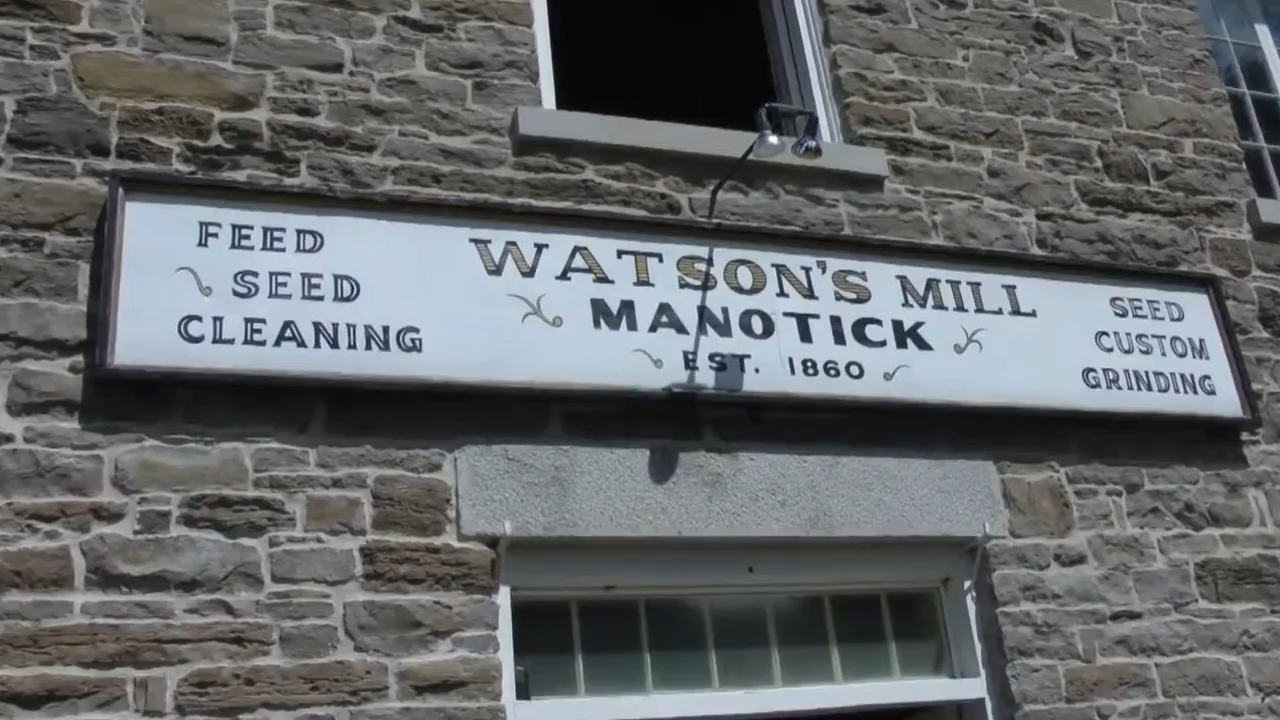 FEED
SEED
CLEANING
WATSON'S MILL
MANOTICK
EST. 1860
SEED
CUSTOM
GRINDING